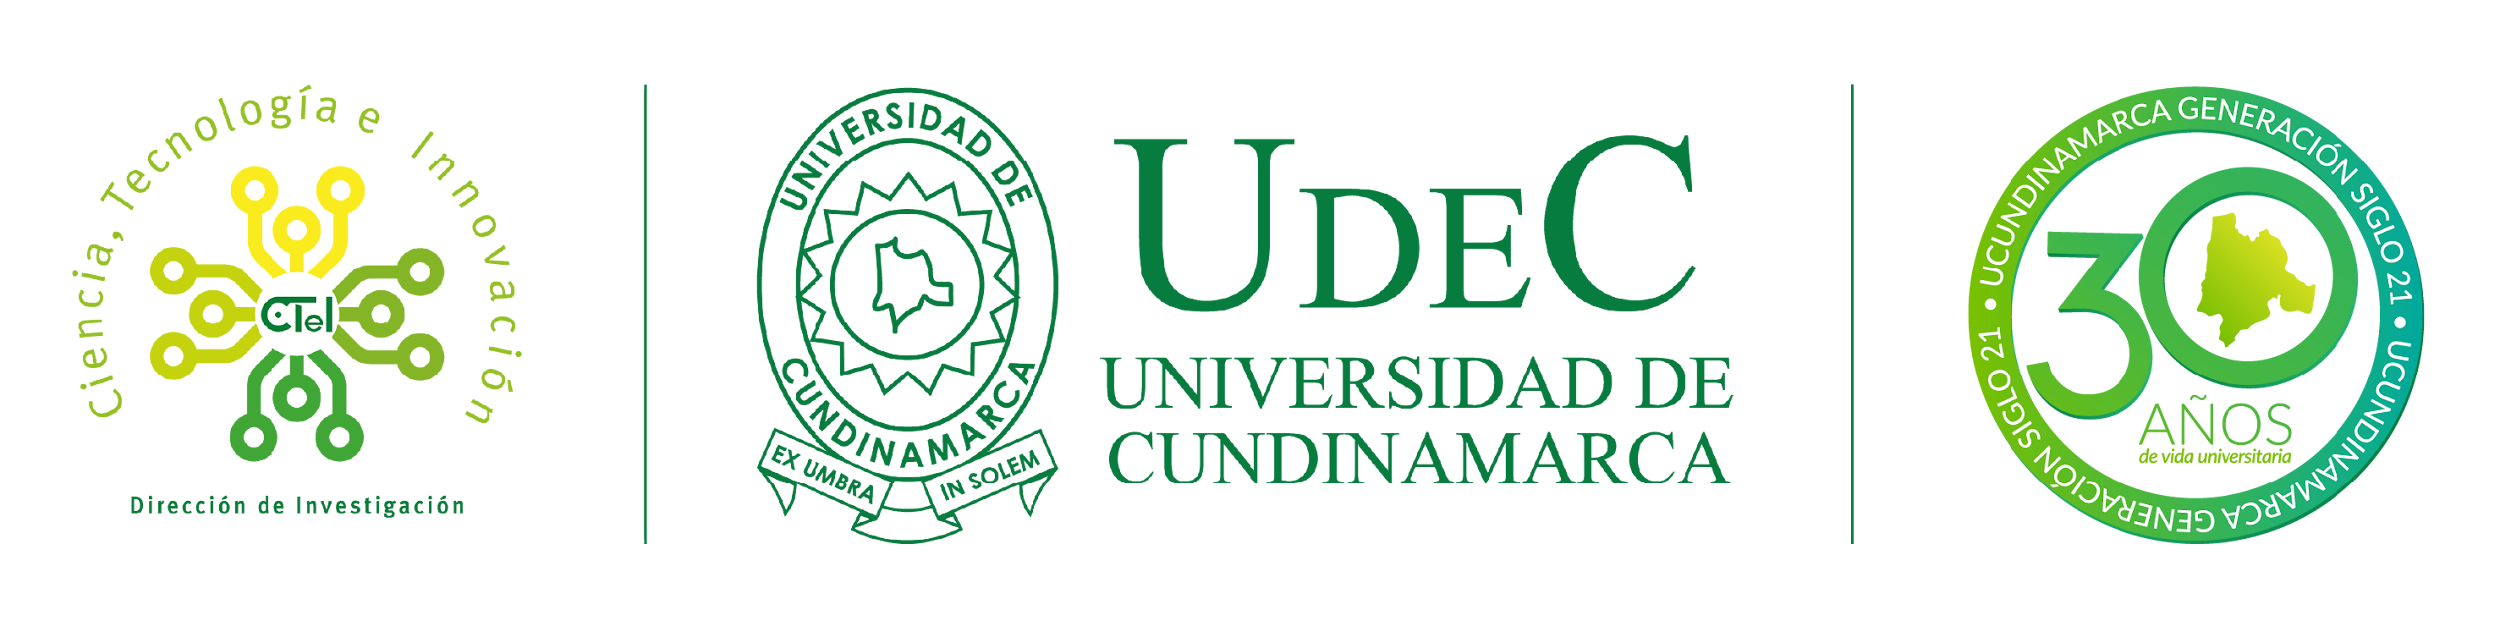 Ciencia, Tecnología e Innovación
CTeI
Dirección de Investigación
UNIVERSIDAD DE
CUNDINAMARCA
EX UMBRA IN SOLEM
UDEC
UNIVERSIDAD DE
CUNDINAMARCA
UCUNDINAMARCA GENERACIÓN SIGLO 21 • UCUNDINAMARCA GENERACIÓN SIGLO 21 •
30
AÑOS
de vida universitaria